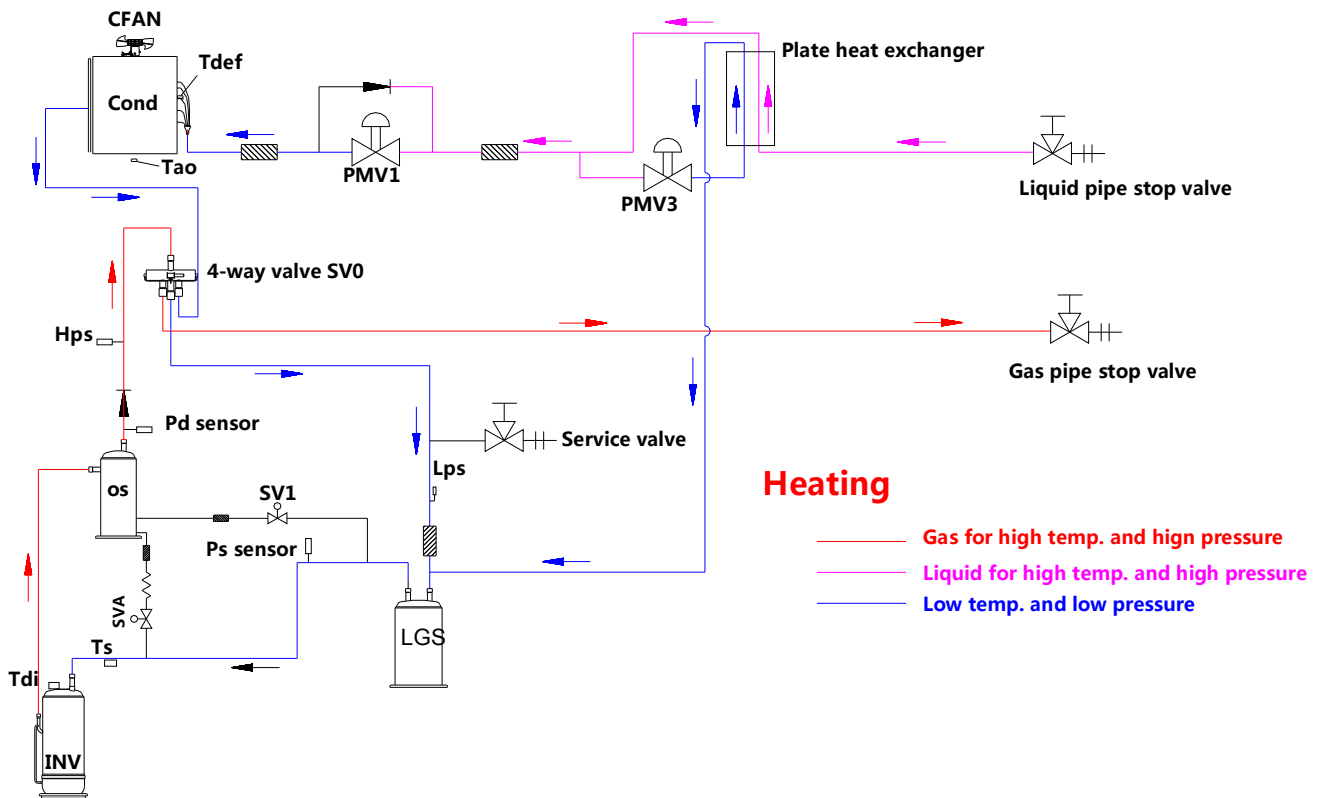 CFAN
Tdef
Plate heat exchanger
Cond
Tao
PMV1
PMV3
Liquid pipe stop valve
4-way valve SV0
Hps
Gas pipe stop valve
Pd sensor
Service valve
Lps
Heating
os
SV1
Ps sensor
Gas for high temp. and hign pressure
Liquid for high temp. and high pressure
Low temp. and low pressure
SVA
LGS
Ts
Tdi
INV